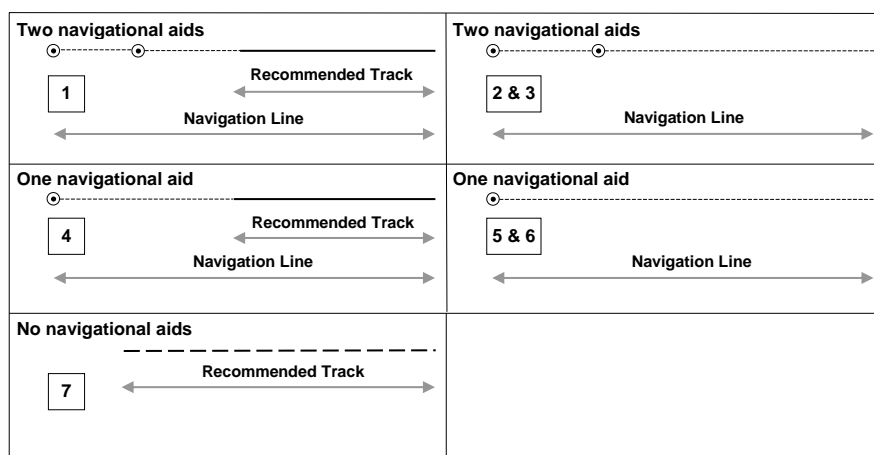 Two navigational aids
Recommended Track
1
Navigation Line
Two navigational aids
2 & 3
Navigation Line
One navigational aid
Recommended Track
4
Navigation Line
One navigational aid
5 & 6
Navigation Line
No navigational aids
Recommended Track
7